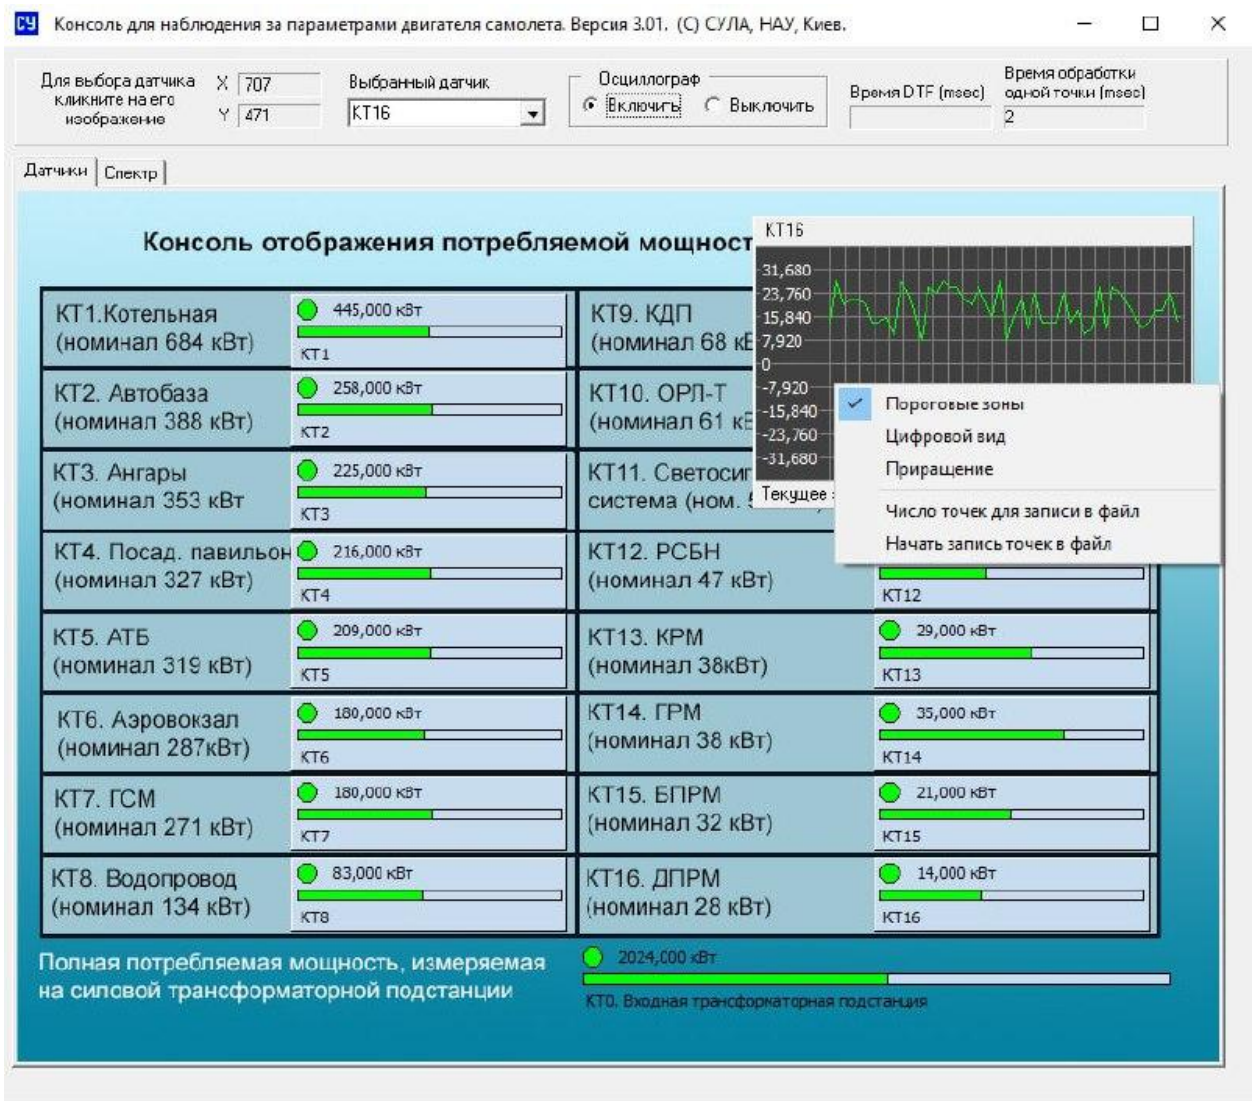 СУ Консоль для наблюдения за параметрами двигателя самолета. Версия 3.01. (С) СУЛА, НАУ, Киев.
Для выбора датчика
кликните на его
изображение
X 707
Y 471
Выбранный датчик
КТ16
Осциллограф
Включить Выключить
Время DTF (msec)
Время обработки
одной точки (msec)
2
Датчики Спектр
Консоль отображения потребляемой мощност
КТ1.Котельная
(номинал 684 кВт)
445,000 кВт
КТ1
КТ2. Автобаза
(номинал 388 кВт)
258,000 кВт
КТ2
КТ3. Ангары
(номинал 353 кВт
225,000 кВт
КТ3
КТ4. Посад. павильон
(номинал 327 кВт)
216,000 кВт
КТ4
КТ5. АТБ
(номинал 319 кВт)
209,000 кВт
КТ5
КТ6. Аэровокзал
(номинал 287кВт)
180,000 кВт
КТ6
КТ7. ГСМ
(номинал 271 кВт)
180,000 кВт
КТ7
КТ8. Водопровод
(номинал 134 кВт)
83,000 кВт
КТ8
КТ9. КДП
(номинал 68 кВ
КТ10. ОРЛ-Т
(номинал 61 кВ
КТ11. Светосиг
система (ном.
КТ12. РСБН
(номинал 47 кВт)
КТ12
КТ13. КРМ
(номинал 38кВт)
29,000 кВт
КТ13
КТ14. ГРМ
(номинал 38 кВт)
35,000 кВт
КТ14
КТ15. БПРМ
(номинал 32 кВт)
21,000 кВт
КТ15
КТ16. ДПРМ
(номинал 28 кВт)
14,000 кВт
КТ16
КТ16
31,680
23,760
15,840
7,920
0
-7,920
-15,840
-23,760
-31,680
Текущее
Пороговые зоны
Цифровой вид
Приращение
Число точек для записи в файл
Начать запись точек в файл
Полная потребляемая мощность, измеряемая
на силовой трансформаторной подстанции
2024,000 кВт
КТ0. Входная трансформаторная подстанция